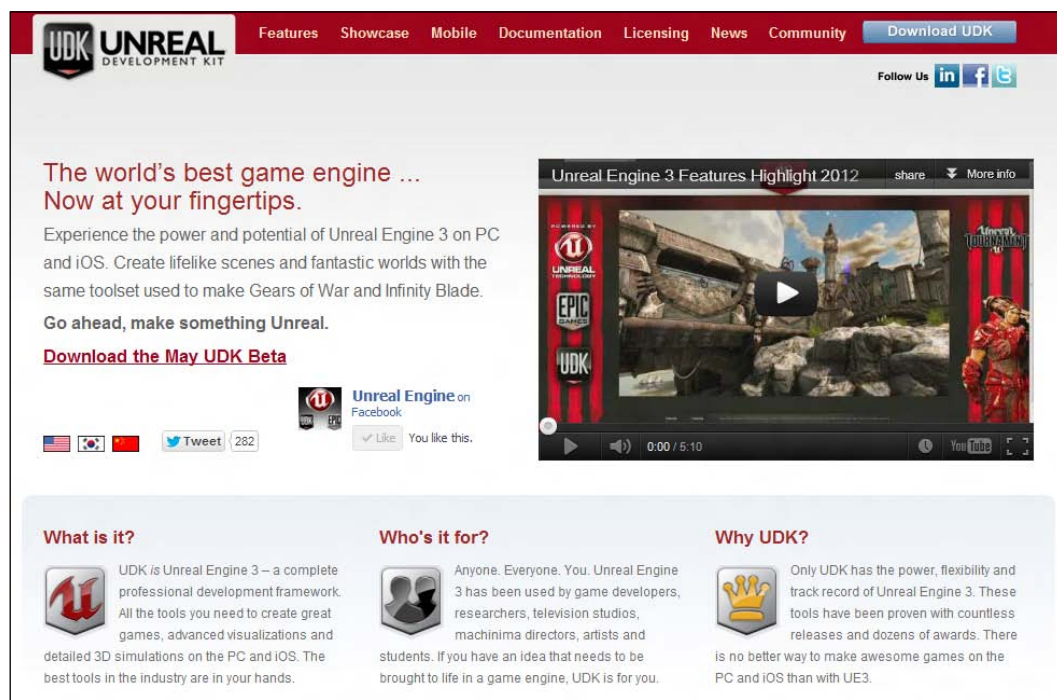 UDK UNREAL
DEVELOPMENT KIT
Features Showcase Mobile Documentation Licensing News Community Download UDK
Follow Us
The world's best game engine ...
Now at your fingertips.
Experience the power and potential of Unreal Engine 3 on PC
and iOS. Create lifelike scenes and fantastic worlds with the
same toolset used to make Gears of War and Infinity Blade.
Go ahead, make something Unreal.
Download the May UDK Beta
Unreal Engine on
Facebook
Like You like this.
Tweet 282
Unreal Engine 3 Features Highlight 2012 share More info
POWERED BY
UNREAL
TECHNOLOGY
EPIC
GAMES
UDK
Unreal
TOURNAMENT
0:00 / 5:10 YouTube
What is it?
UDK is Unreal Engine 3 – a complete
professional development framework.
All the tools you need to create great
games, advanced visualizations and
detailed 3D simulations on the PC and iOS. The
best tools in the industry are in your hands.
Who's it for?
Anyone. Everyone. You. Unreal Engine
3 has been used by game developers,
researchers, television studios,
machinima directors, artists and
students. If you have an idea that needs to be
brought to life in a game engine, UDK is for you.
Why UDK?
Only UDK has the power, flexibility and
track record of Unreal Engine 3. These
tools have been proven with countless
releases and dozens of awards. There
is no better way to make awesome games on the
PC and iOS than with UE3.